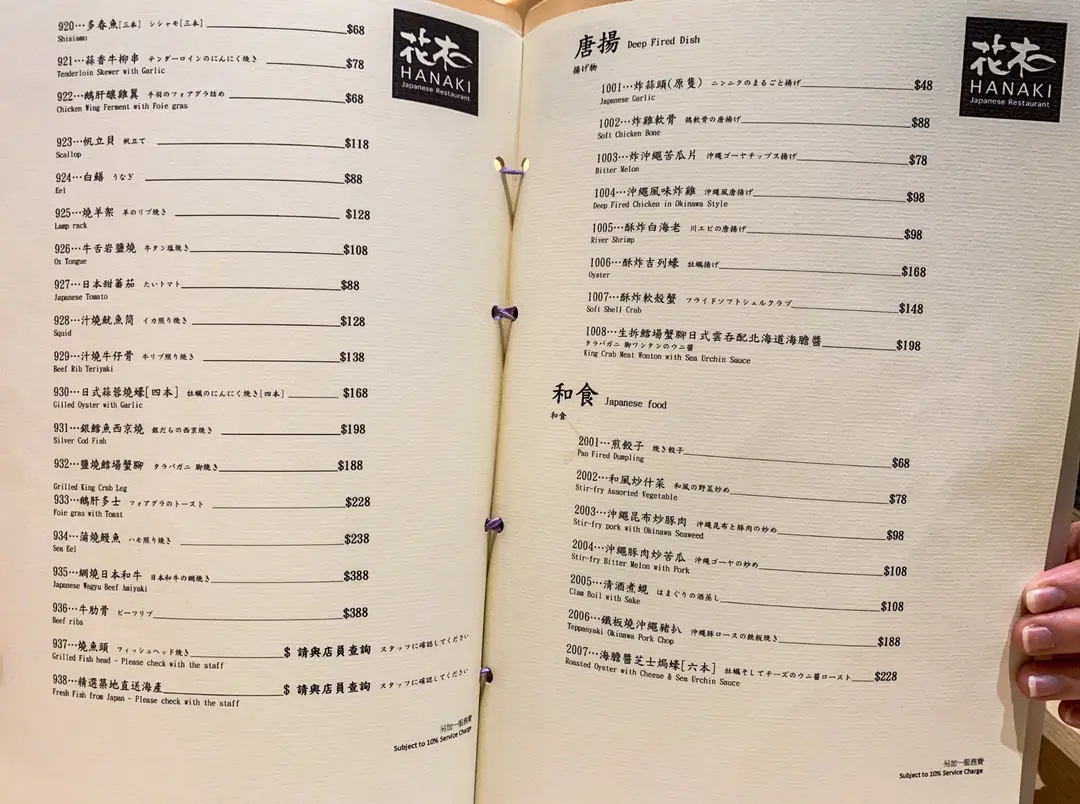 920…多春魚[三本] シシャモ[三本] $68
Shisiamo
921…蒜香牛柳串 テンダーロインのにんにく焼き $78
Tenderloin Skewer with Garlic
922…鵝肝釀雞翼 手羽のフォアグラ詰め $68
Chicken Wing Ferment with Foie gras
923…帆立貝 帆立て $118
Scallop
924…白鱔 うなぎ $88
Eel
925…燒羊架 羊のリブ焼き $128
Lamp rack
926…牛舌岩鹽燒 牛タン塩焼き $108
Ox Tongue
927…日本甜蕃茄 たいトマト $88
Japanese Tomato
928…汁燒魷魚筒 イカ照り焼き $128
Squid
929…汁燒牛仔骨 牛リブ照り焼き $138
Beef Rib Teriyaki
930…日式蒜蓉燒蠔[四本] 牡蠣のにんにく焼き[四本] $168
Gilled Oyster with Garlic
931…銀鱈魚西京燒 銀だらの西京焼き $198
Silver Cod Fish
932…鹽燒鱈場蟹腳 タラバガニ 脚焼き $188
Grilled King Crab Leg
933…鵝肝多士 フォアグラのトースト $228
Foie gras with Toast
934…蒲燒鰻魚 ハモ照り焼き $238
Sea Eel
935…網燒日本和牛 日本和牛の網焼き $388
Japanese Wagyu Beef Amiyaki
936…牛肋骨 ビーフリブ $388
Beef ribs
937…燒魚頭 フィッシュヘッド焼き $ 請與店員查詢 スタッフに確認してください
Grilled Fish head - Please check with the staff
938…精選築地直送海産 $ 請與店員查詢 スタッフに確認してください
Fresh Fish from Japan - Please check with the staff
另加一服務費
Subject to 10% Service Charge
花木
HANAKI
Japanese Restaurant
唐揚 Deep Fired Dish
揚げ物
1001…炸蒜頭(原隻) ニンニクのまるごと揚げ $48
Japanese Garlic
1002…炸雞軟骨 鶏軟骨の唐揚げ $88
Soft Chicken Bone
1003…炸沖繩苦瓜片 沖縄ゴーヤチップス揚げ $78
Bitter Melon
1004…沖繩風味炸雞 沖縄風唐揚げ $98
Deep Fired Chicken in Okinawa Style
1005…酥炸白海老 川エビの唐揚げ $98
River Shrimp
1006…酥炸吉列蠔 牡蠣揚げ $168
Oyster
1007…酥炸軟殼蟹 フライドソフトシェルクラブ $148
Soft Shell Crab
1008…生拆鱈場蟹腳日式雲吞配北海道海膽醬 $198
タラバガニ 脚ワンタンのウニ醤
King Crab Meat Wonton with Sea Urchin Sauce
和食 Japanese food
和食
2001…煎餃子 焼き餃子 $68
Pan Fired Dumpling
2002…和風炒什菜 和風の野菜炒め $78
Stir-fry Assorted Vegetable
2003…沖繩昆布炒豚肉 沖縄昆布と豚肉の炒め $98
Stir-fry pork with Okinawa Seaweed
2004…沖繩豚肉炒苦瓜 沖縄ゴーヤの炒め $108
Stir-fry Bitter Melon with Pork
2005…清酒煮蜆 はまぐりの酒蒸し $108
Clam Boil with Sake
2006…鐵板燒沖繩豬扒 沖縄豚ロースの鉄板焼き $188
Teppanyaki Okinawa Pork Chop
2007…海膽醬芝士焗蠔[六本] 牡蠣そしてチーズのウニ醤ロースト $228
Roasted Oyster with Cheese & Sea Urchin Sauce
另加一服務費
Subject to 10% Service Charge
花木
HANAKI
Japanese Restaurant